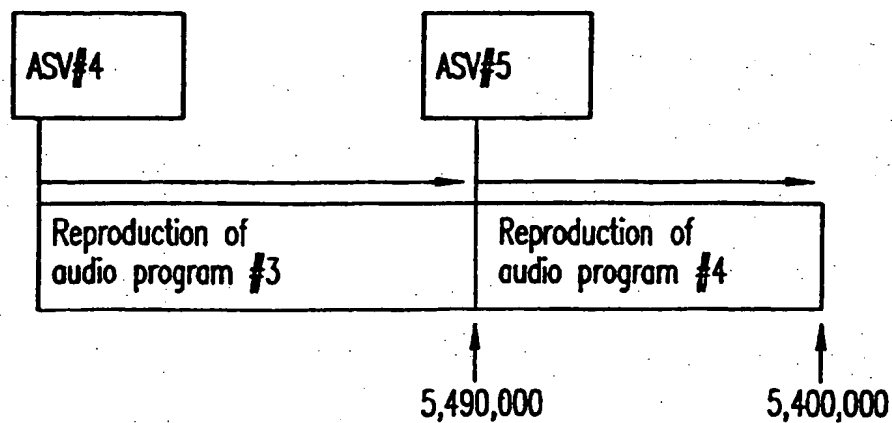 ASV#4
ASV#5
Reproduction of
audio program #3
Reproduction of
audio program #4
5,490,000
5,400,000